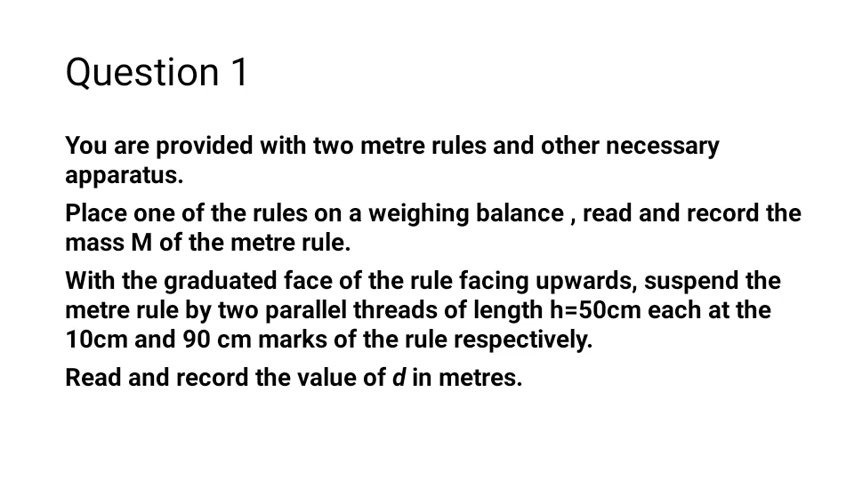 Question 1
You are provided with two metre rules and other necessary
apparatus.
Place one of the rules on a weighing balance , read and record the
mass M of the metre rule.
With the graduated face of the rule facing upwards, suspend the
metre rule by two parallel threads of length h=50cm each at the
10cm and 90 cm marks of the rule respectively.
Read and record the value of d in metres.